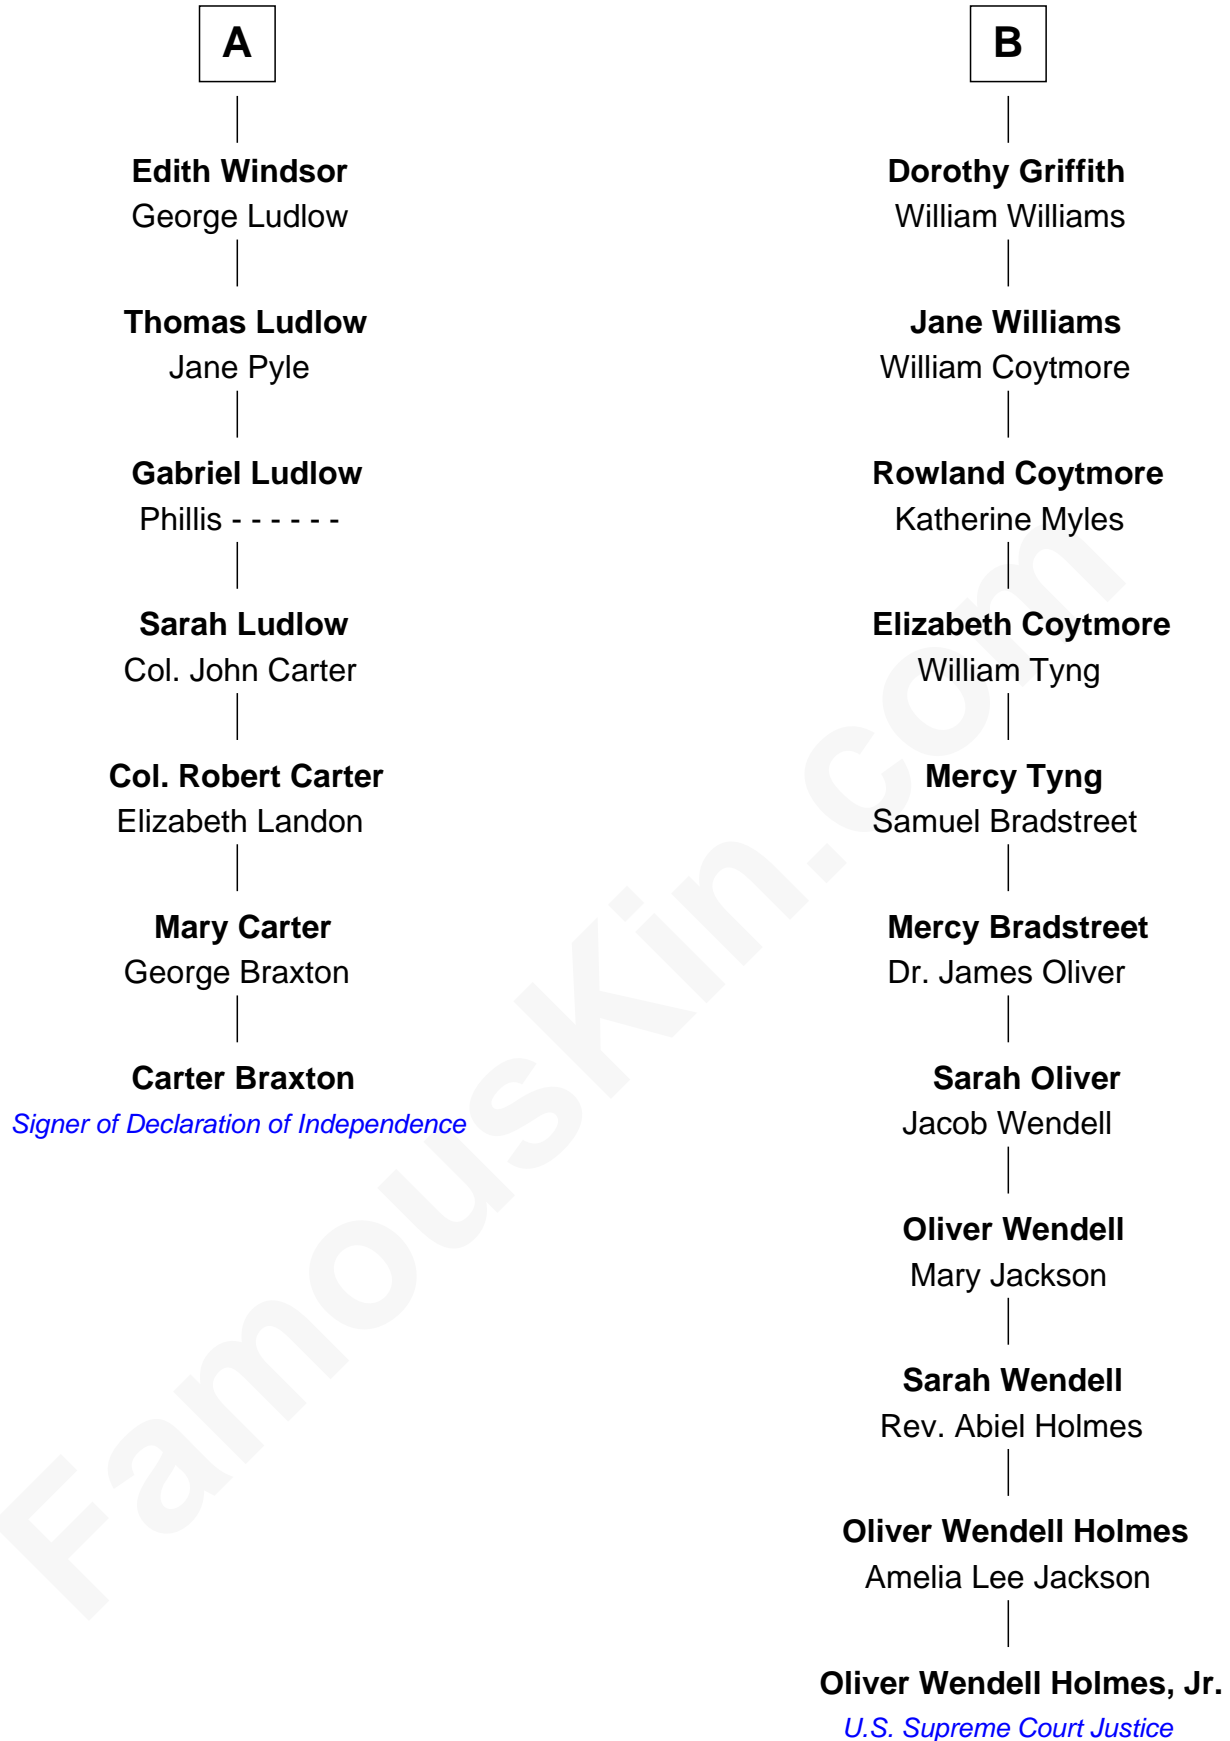 A
Edith Windsor
George Ludlow
Thomas Ludlow
Jane Pyle
Gabriel Ludlow
Phillis - - - - - -
Sarah Ludlow
Col. John Carter
Col. Robert Carter
Elizabeth Landon
Mary Carter
George Braxton
Carter Braxton
Signer of Declaration of Independence
B
Dorothy Griffith
William Williams
Jane Williams
William Coytmore
Rowland Coytmore
Katherine Myles
Elizabeth Coytmore
William Tyng
Mercy Tyng
Samuel Bradstreet
Mercy Bradstreet
Dr. James Oliver
Sarah Oliver
Jacob Wendell
Oliver Wendell
Mary Jackson
Sarah Wendell
Rev. Abiel Holmes
Oliver Wendell Holmes
Amelia Lee Jackson
Oliver Wendell Holmes, Jr.
U.S. Supreme Court Justice
FamousKin.com